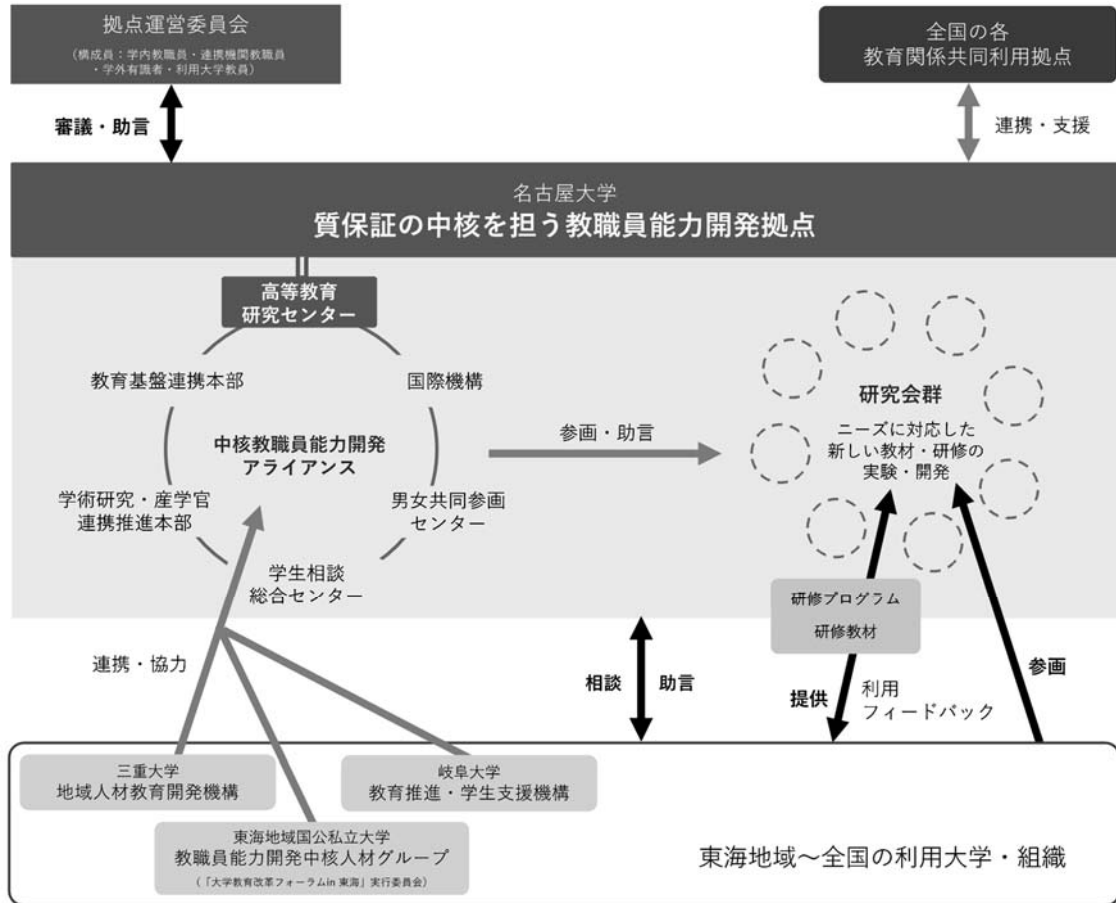 拠点運営委員会
（構成員：学内教職員・連携機関教職員
・学外有識者・利用大学教員）
全国の各
教育関係共同利用拠点
審議・助言
連携・支援
名古屋大学
質保証の中核を担う教職員能力開発拠点
高等教育
研究センター
教育基盤連携本部
国際機構
中核教職員能力開発
アライアンス
学術研究・産学官
連携推進本部
男女共同参画
センター
学生相談
総合センター
参画・助言
研究会群
ニーズに対応した
新しい教材・研修の
実験・開発
研修プログラム
研修教材
連携・協力
相談
助言
提供
利用
フィードバック
参画
三重大学
地域人材教育開発機構
岐阜大学
教育推進・学生支援機構
東海地域国公私立大学
教職員能力開発中核人材グループ
（「大学教育改革フォーラムin 東海」実行委員会）
東海地域～全国の利用大学・組織